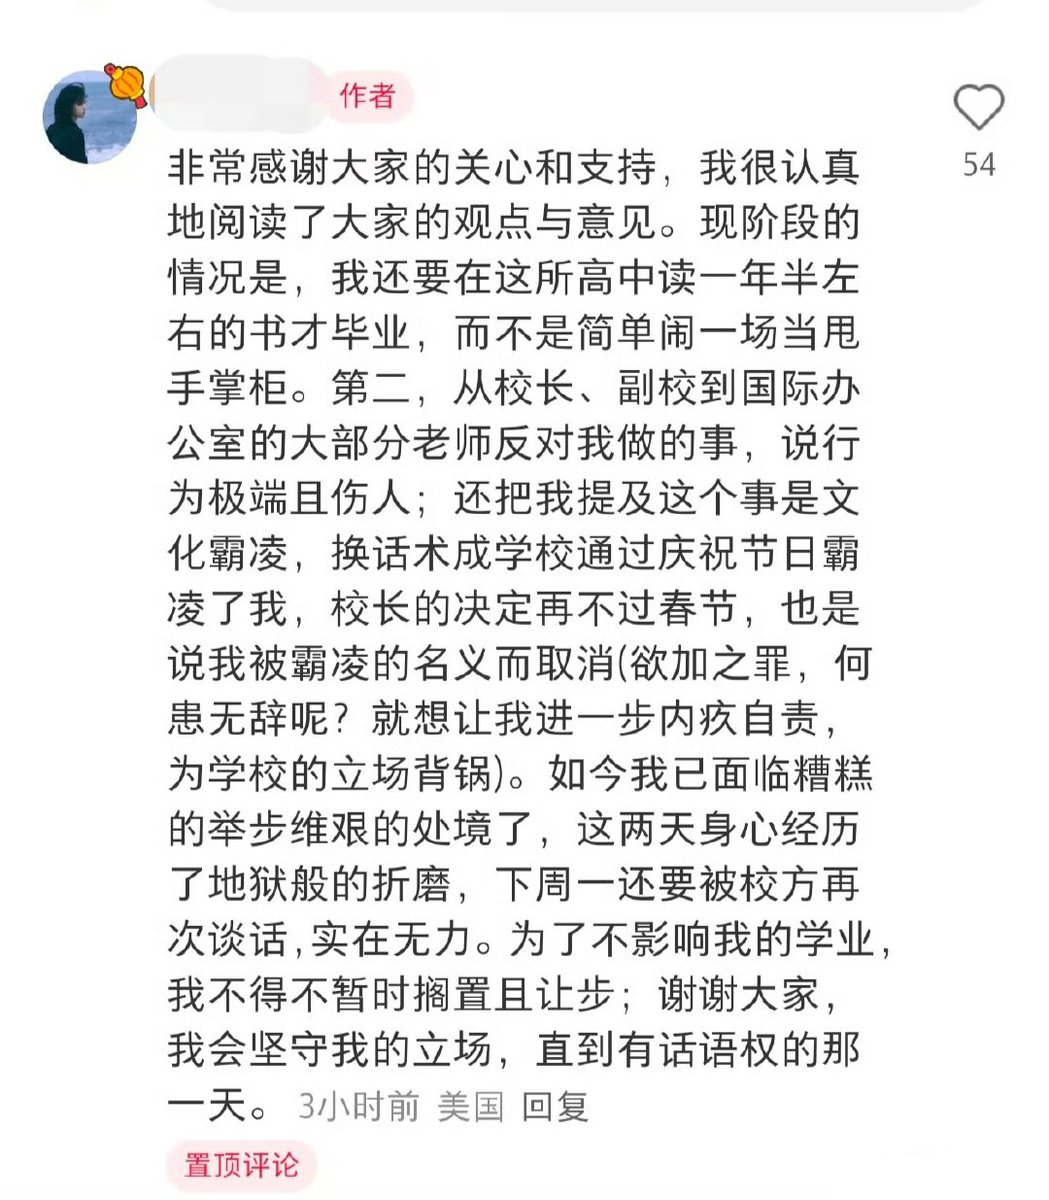 作者
非常感谢大家的关心和支持，我很认真
地阅读了大家的观点与意见。现阶段的
情况是，我还要在这所高中读一年半左
右的书才毕业，而不是简单闹一场当甩
手掌柜。第二，从校长、副校到国际办
公室的大部分老师反对我做的事，说行
为极端且伤人；还把我提及这个事是文
化霸凌，换话术成学校通过庆祝节日霸
凌了我，校长的决定再不过春节，也是
说我被霸凌的名义而取消(欲加之罪，何
患无辞呢？就想让我进一步内疚自责，
为学校的立场背锅)。如今我已面临糟糕
的举步维艰的处境了，这两天身心经历
了地狱般的折磨，下周一还要被校方再
次谈话,实在无力。为了不影响我的学业，
我不得不暂时搁置且让步；谢谢大家，
我会坚守我的立场，直到有话语权的那
一天。 3小时前 美国 回复
置顶评论
54